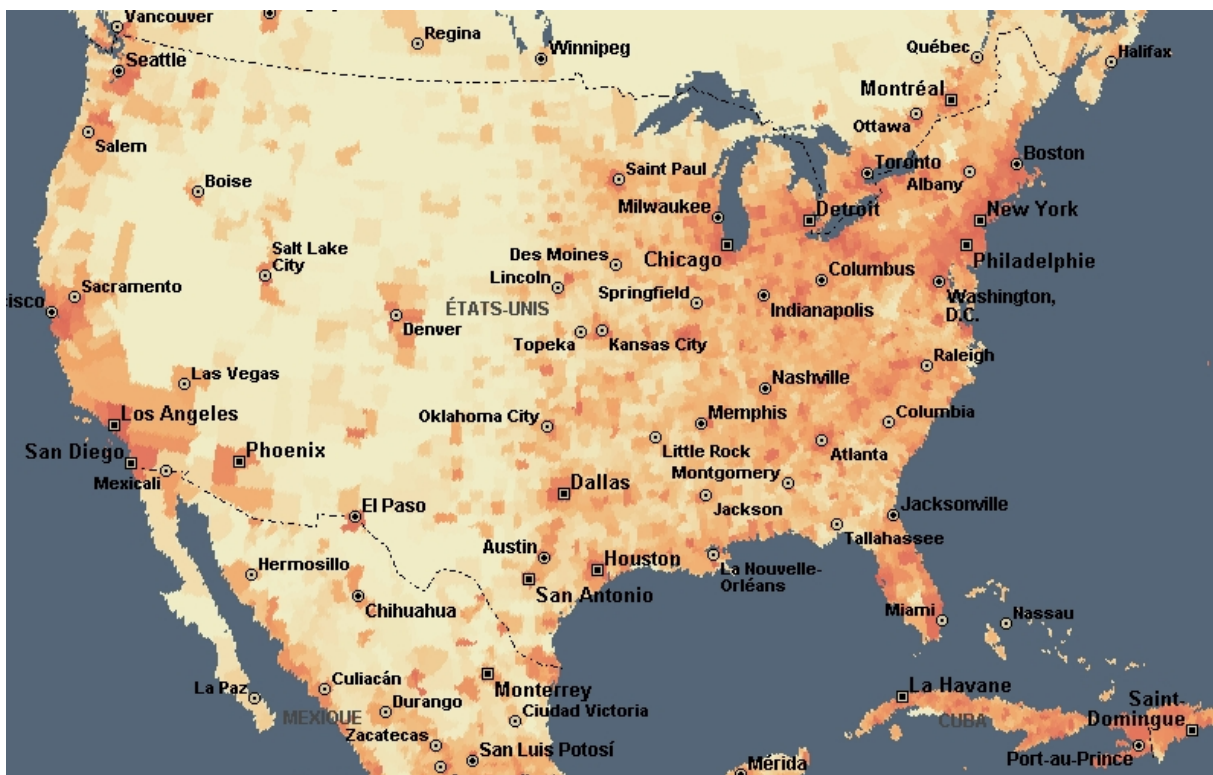 Vancouver
Regina
Winnipeg
Québec
Halifax
Seattle
Montréal
Ottawa
Salem
Boise
Saint Paul
Toronto
Boston
Albany
Milwaukee
Detroit
New York
Salt Lake
City
Des Moines
Chicago
Columbus
Philadelphie
Sacramento
Lincoln
Springfield
Indianapolis
Washington,
D.C.
isco
Denver
ÉTATS-UNIS
Topeka
Kansas City
Raleigh
Las Vegas
Nashville
Los Angeles
Oklahoma City
Memphis
Columbia
San Diego
Phoenix
Little Rock
Atlanta
Mexicali
Montgomery
Dallas
Jackson
El Paso
Jacksonville
Tallahassee
Austin
Houston
La Nouvelle-
Orléans
Hermosillo
San Antonio
Chihuahua
Miami
Nassau
La Paz
Culiacán
Monterrey
La Havane
Saint-
Domingue
MEXIQUE
Durango
Ciudad Victoria
CUBA
Zacatecas
San Luis Potosí
Port-au-Prince
Mérida